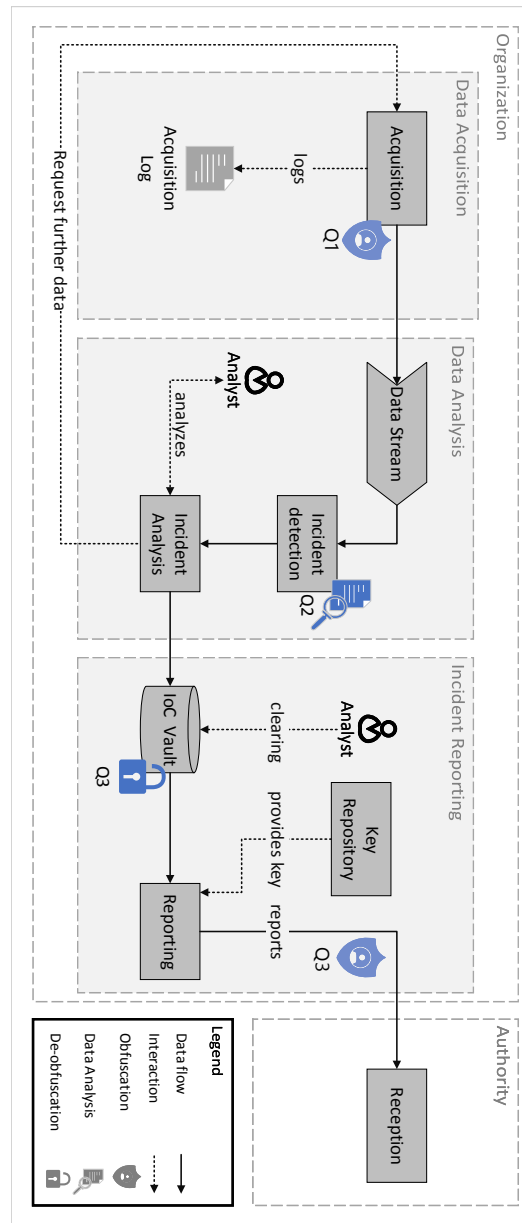 Organization
Data Acquisition
Acquisition
Q1
logs
Acquisition
Log
Request further data
Data Analysis
Data Stream
Incident
detection
Q2
Analyst
analyzes
Incident
Analysis
Incident Reporting
Analyst
clearing
IoC Vault
Q3
Key
Repository
provides key
Reporting
reports
Q3
Authority
Reception
Legend
Data flow
Interaction
Obfuscation
Data Analysis
De-obfuscation